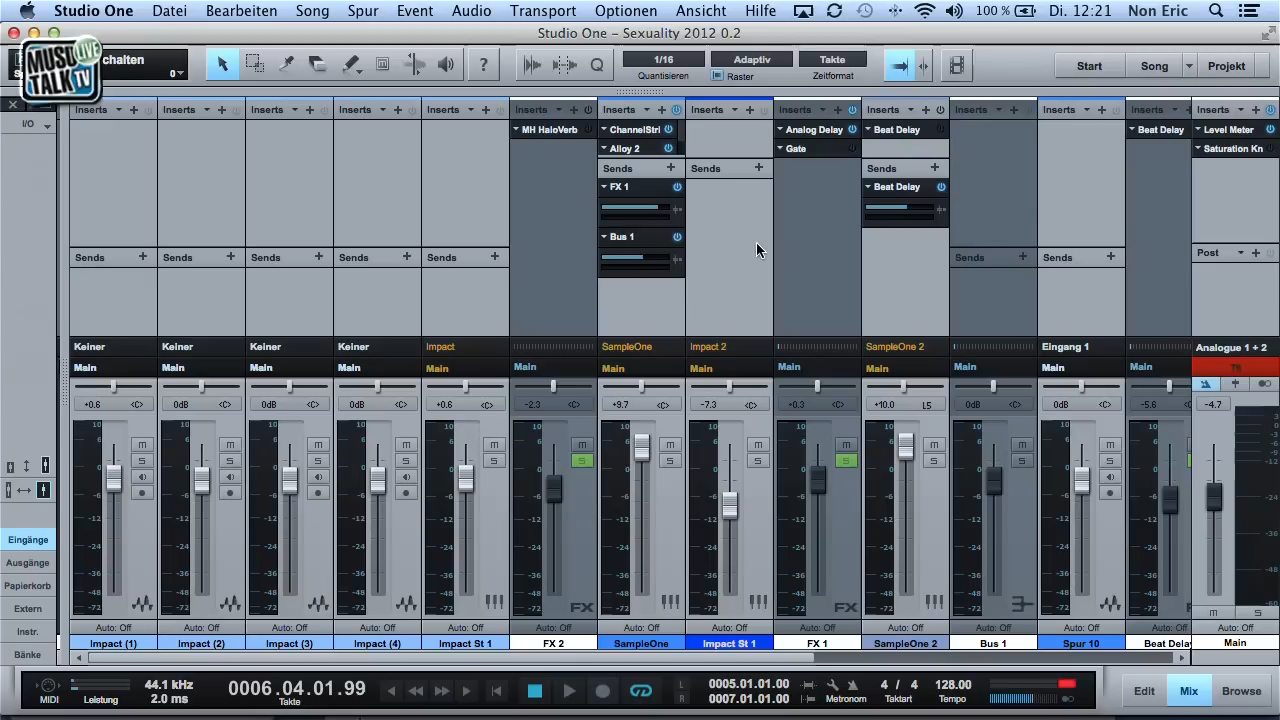 Studio One Datei Bearbeiten Song Spur Event Audio Transport Optionen Ansicht Hilfe 100 % Di. 12:21 Non Eric
Studio One - Sexuality 2012 0.2
MUSO TALK TV LIVE
chalten
0
1/16 Adaptiv Takte
Quantisieren Raster Zeitformat
Start Song Projekt
I/O
Inserts Inserts Inserts Inserts Inserts Inserts Inserts Inserts Inserts Inserts Inserts Inserts Inserts Inserts
MH HaloVerb ChannelStri Analog Delay Beat Delay Beat Delay Level Meter
Alloy 2 Gate Saturation Kn
Sends Sends Sends
FX 1 Beat Delay
Bus 1
Sends Sends Sends Sends Sends Sends Sends Post
Keiner Keiner Keiner Keiner Impact SampleOne Impact 2 SampleOne 2 Eingang 1 Analogue 1 + 2
Main Main Main Main Main Main Main Main Main Main Main Main Main
+0.6 <C> 0dB <C> 0dB <C> 0dB <C> +0.6 <C> -2.3 <C> +9.7 <C> -7.3 <C> +0.3 <C> +10.0 L5 0dB <C> 0dB <C> -5.6 <C> -4.7
Eingänge
Ausgänge
Papierkorb
Extern
Instr.
Bänke
Auto: Off Auto: Off Auto: Off Auto: Off Auto: Off Auto: Off Auto: Off Auto: Off Auto: Off Auto: Off Auto: Off Auto: Off Auto: Off Auto: Off
Impact (1) Impact (2) Impact (3) Impact (4) Impact St 1 FX 2 SampleOne Impact St 1 FX 1 SampleOne 2 Bus 1 Spur 10 Beat Delay Main
MIDI Leistung
44.1 kHz
2.0 ms
0006.04.01.99
Takte
L 0005.01.01.00
R 0007.01.01.00
Metronom
4 / 4
Taktart
128.00
Tempo
Edit Mix Browse